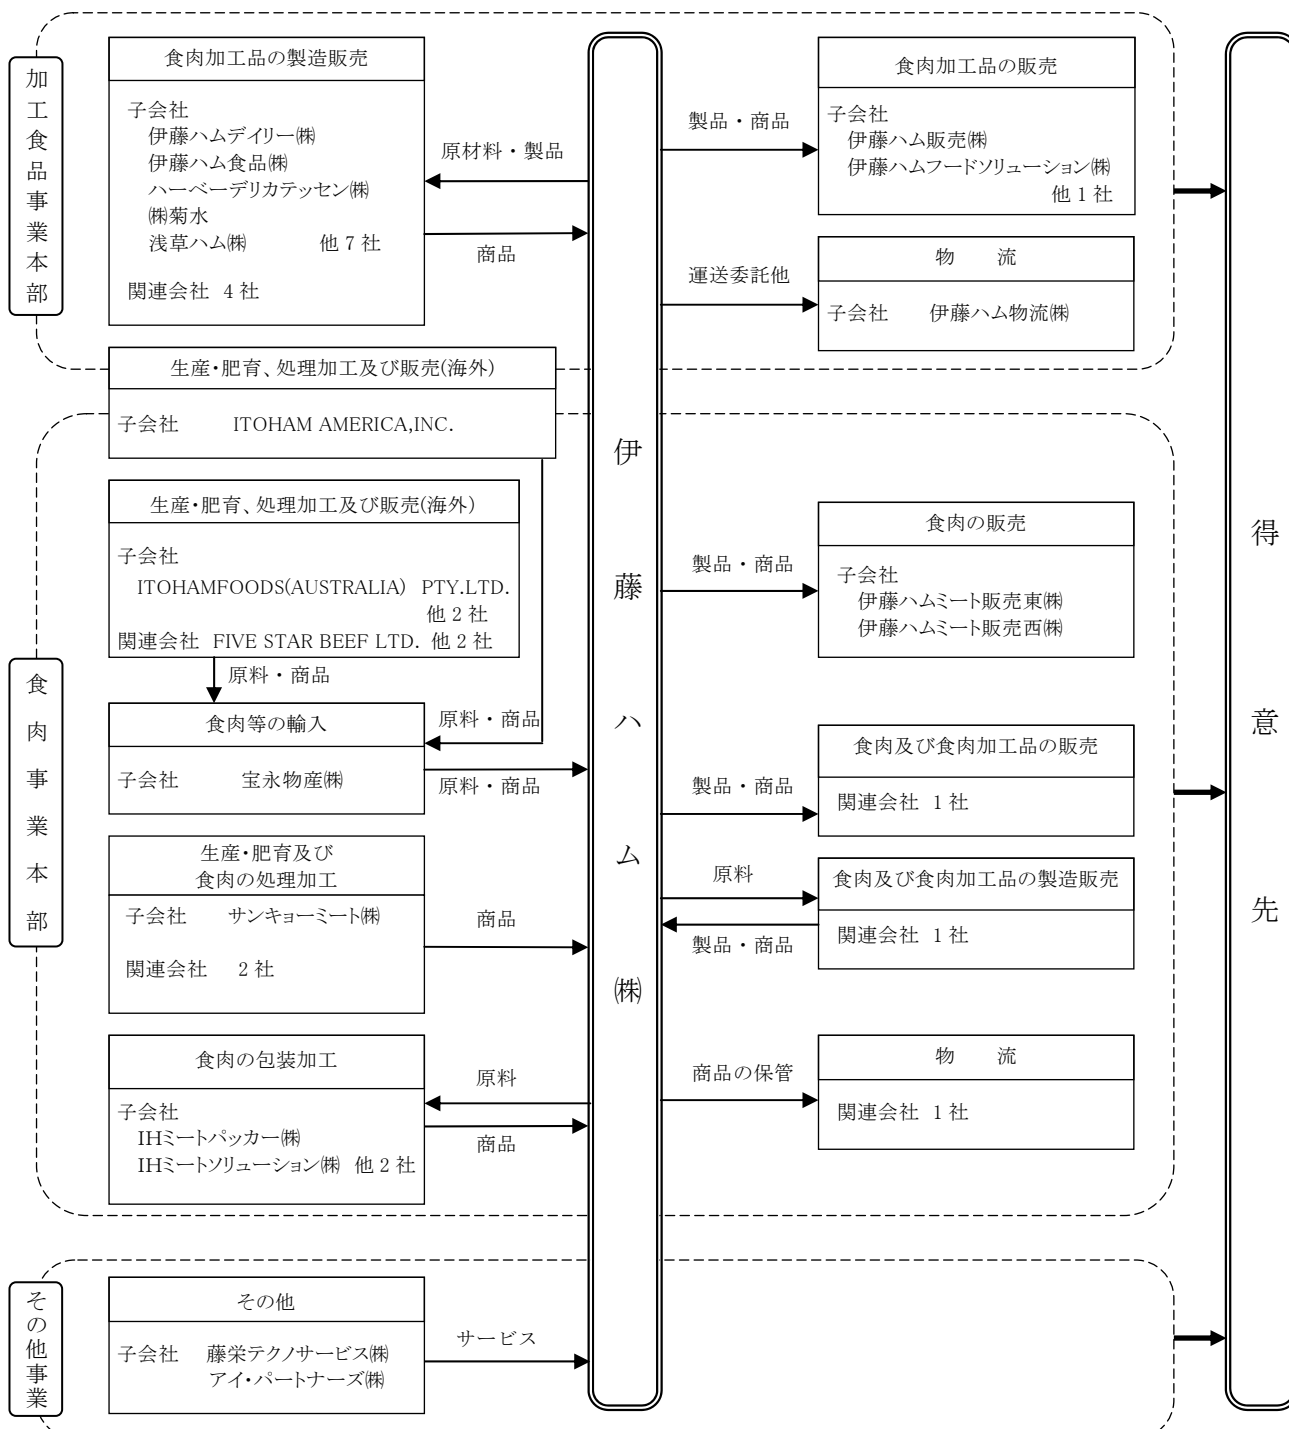 加工食品事業本部
食肉加工品の製造販売
子会社
伊藤ハムデイリー㈱
伊藤ハム食品㈱
ハーベーデリカテッセン㈱
㈱菊水
浅草ハム㈱ 他７社
関連会社 ４社
原材料・製品
商品
製品・商品
食肉加工品の販売
子会社
伊藤ハム販売㈱
伊藤ハムフードソリューション㈱
他１社
運送委託他
物 流
子会社 伊藤ハム物流㈱
生産・肥育、処理加工及び販売(海外)
子会社 ITOHAM AMERICA,INC.
食肉事業本部
生産・肥育、処理加工及び販売(海外)
子会社
ITOHAMFOODS(AUSTRALIA) PTY.LTD.
他２社
関連会社 FIVE STAR BEEF LTD. 他２社
原料・商品
食肉等の輸入
子会社 宝永物産㈱
原料・商品
原料・商品
生産・肥育及び
食肉の処理加工
子会社 サンキョーミート㈱
関連会社 ２社
商品
食肉の包装加工
子会社
IHミートパッカー㈱
IHミートソリューション㈱ 他２社
原料
商品
伊藤ハム㈱
製品・商品
食肉の販売
子会社
伊藤ハムミート販売東㈱
伊藤ハムミート販売西㈱
製品・商品
食肉及び食肉加工品の販売
関連会社 １社
原料
製品・商品
食肉及び食肉加工品の製造販売
関連会社 １社
商品の保管
物 流
関連会社 １社
得意先
その他事業
その他
子会社 藤栄テクノサービス㈱
アイ・パートナーズ㈱
サービス